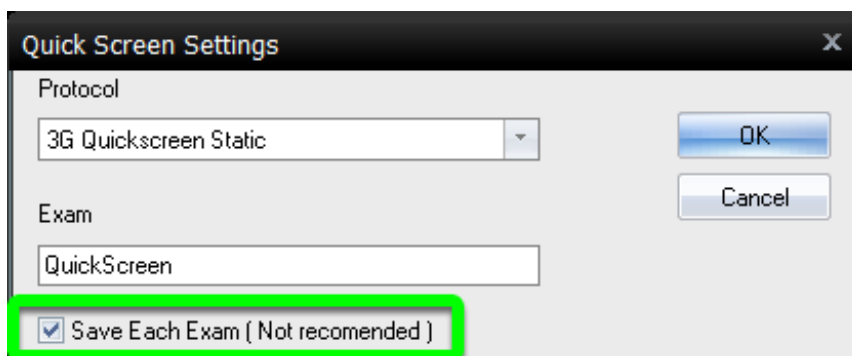 Quick Screen Settings x
Protocol
3G Quickscreen Static
OK
Cancel
Exam
QuickScreen
Save Each Exam ( Not recomended )